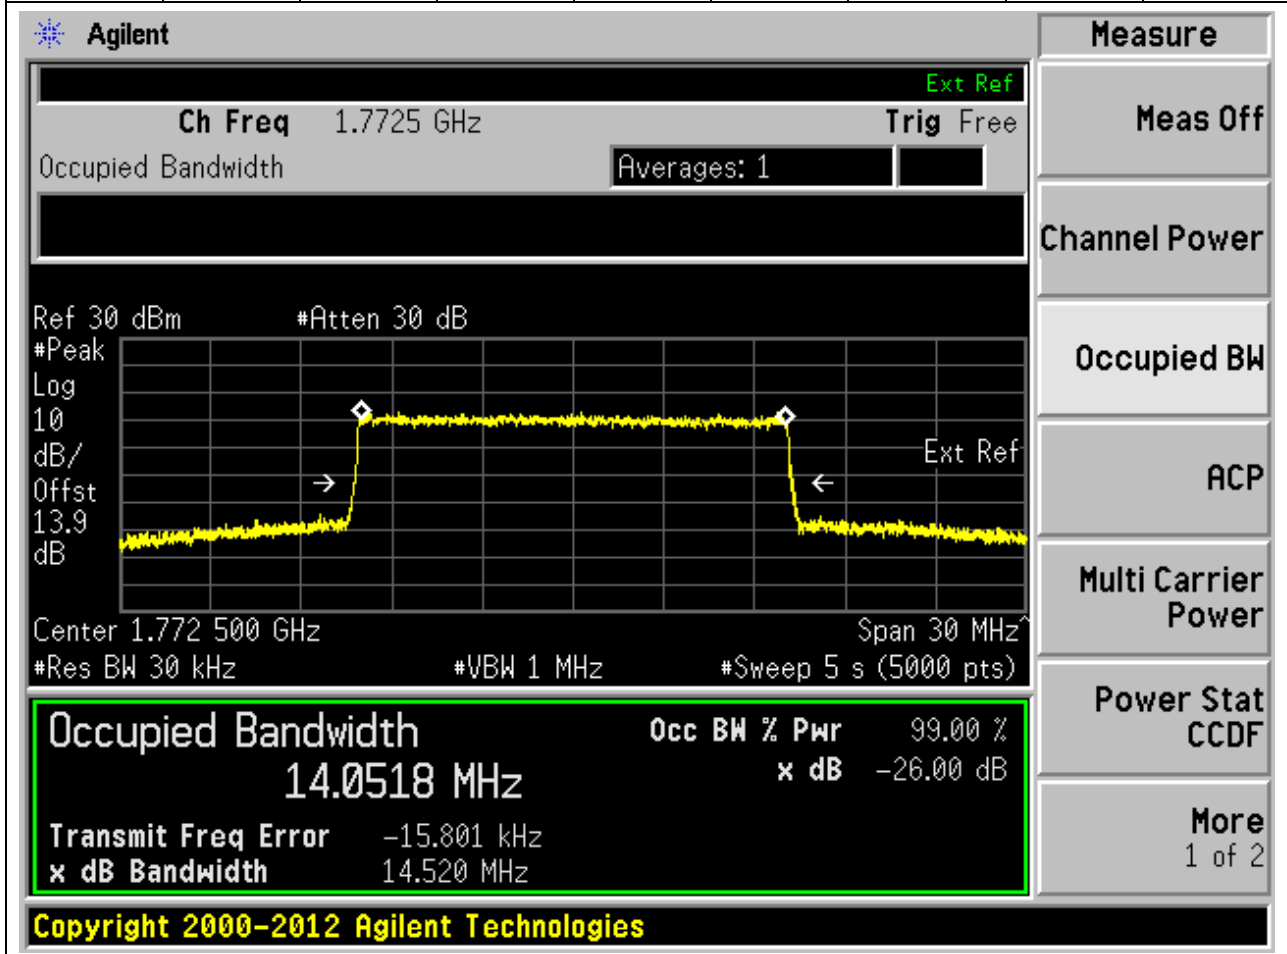 Agilent
Measure
Ext Ref
Ch Freq 1.7725 GHz Trig Free
Meas Off
Occupied Bandwidth Averages: 1
Channel Power
Ref 30 dBm #Atten 30 dB
#Peak
Log
10
dB/
Offst
13.9
dB
Ext Ref
Occupied BW
ACP
Center 1.772 500 GHz Span 30 MHz^
#Res BW 30 kHz #VBW 1 MHz #Sweep 5 s (5000 pts)
Multi Carrier
Power
Occupied Bandwidth Occ BW % Pwr 99.00 %
14.0518 MHz x dB -26.00 dB
Transmit Freq Error -15.801 kHz
x dB Bandwidth 14.520 MHz
Power Stat
CCDF
More
1 of 2
Copyright 2000-2012 Agilent Technologies